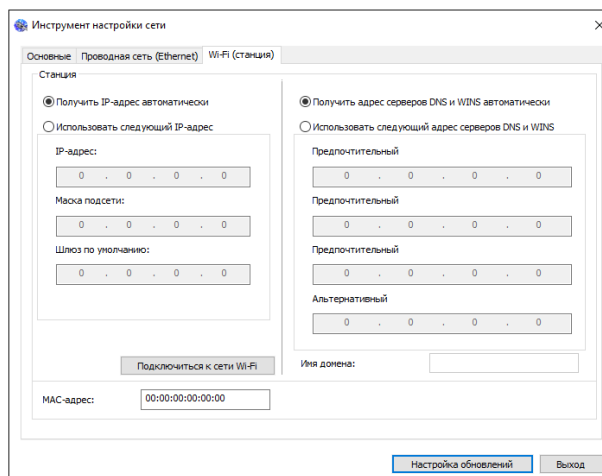 Инструмент настройки сети
Основные Проводная сеть (Ethernet) Wi-Fi (станция)
Станция
Получить IP-адрес автоматически
Использовать следующий IP-адрес
IP-адрес:
0 . 0 . 0 . 0
Маска подсети:
0 . 0 . 0 . 0
Шлюз по умолчанию:
0 . 0 . 0 . 0
Подключиться к сети Wi-Fi
Получить адрес серверов DNS и WINS автоматически
Использовать следующий адрес серверов DNS и WINS
Предпочтительный
0 . 0 . 0 . 0
Предпочтительный
0 . 0 . 0 . 0
Предпочтительный
0 . 0 . 0 . 0
Альтернативный
0 . 0 . 0 . 0
Имя домена:
MAC-адрес: 00:00:00:00:00:00
Настройка обновлений Выход